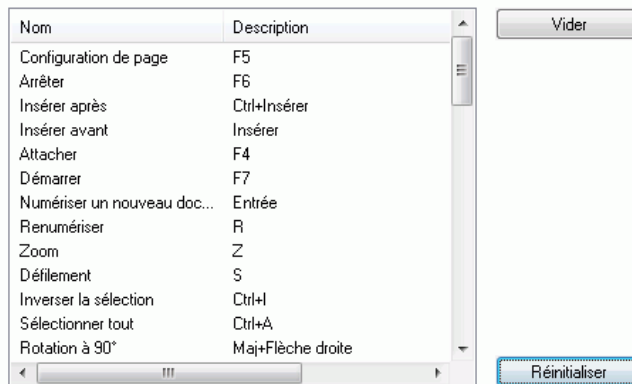 Nom Description Vider
Configuration de page F5
Arrêter F6
Insérer après Ctrl+Insérer
Insérer avant Insérer
Attacher F4
Démarrer F7
Numériser un nouveau doc... Entrée
Renumériser R
Zoom Z
Défilement S
Inverser la sélection Ctrl+I
Sélectionner tout Ctrl+A
Rotation à 90° Maj+Flèche droite
Réinitialiser